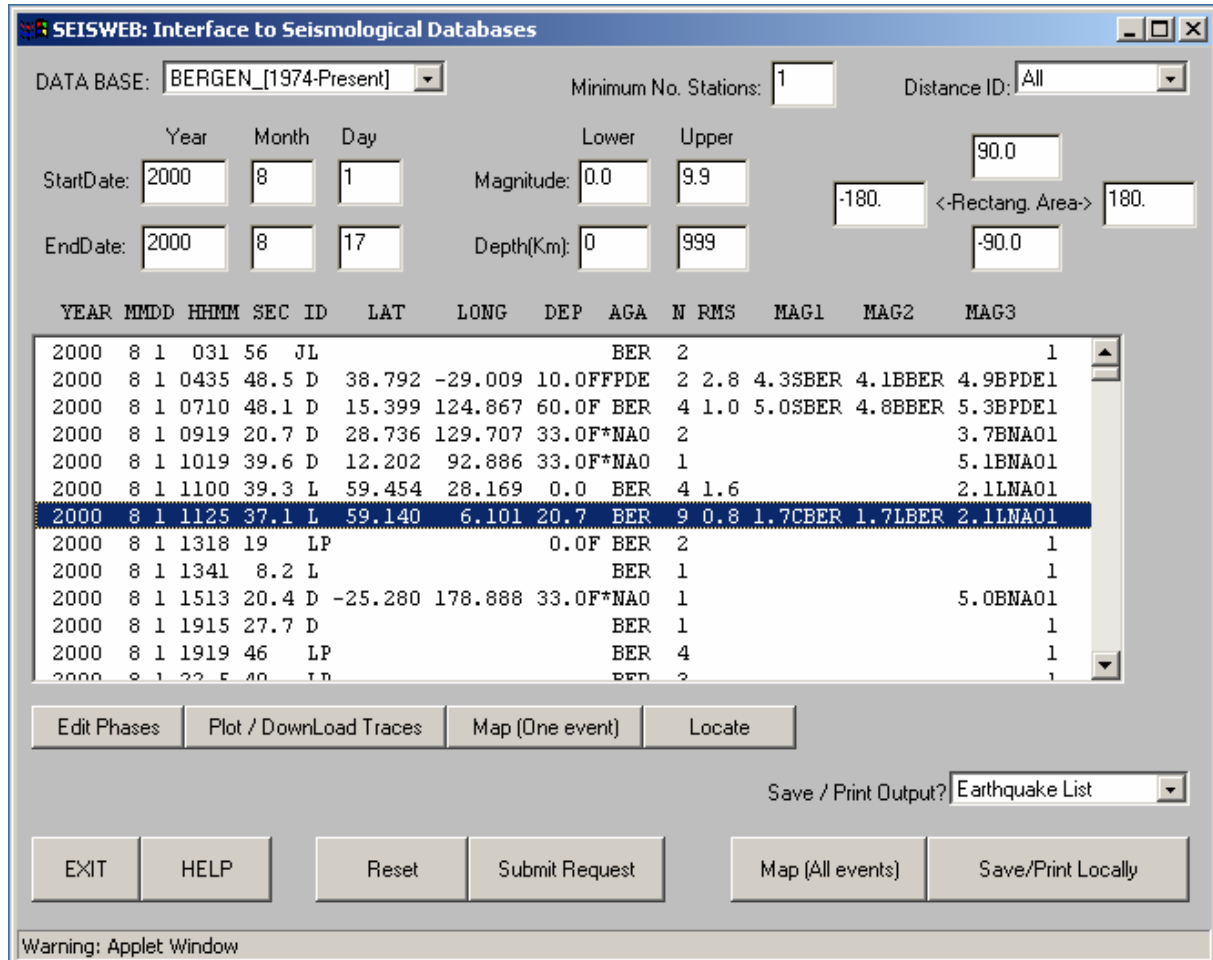 SEISWEB: Interface to Seismological Databases
DATA BASE: BERGEN_[1974-Present] Minimum No. Stations: 1 Distance ID: All
Year Month Day Lower Upper
90.0
StartDate: 2000 8 1 Magnitude: 0.0 9.9
-180. <-Rectang. Area-> 180.
EndDate: 2000 8 17 Depth(Km): 0 999 -90.0
YEAR MMDD HHMM SEC ID LAT LONG DEP AGA N RMS MAG1 MAG2 MAG3
2000 8 1 031 56 JL BER 2 1
2000 8 1 0435 48.5 D 38.792 -29.009 10.0FFPDE 2 2.8 4.3SBER 4.1BBER 4.9BPDE1
2000 8 1 0710 48.1 D 15.399 124.867 60.0F BER 4 1.0 5.0SBER 4.8BBER 5.3BPDE1
2000 8 1 0919 20.7 D 28.736 129.707 33.0F*NAO 2 3.7BNAO1
2000 8 1 1019 39.6 D 12.202 92.886 33.0F*NAO 1 5.1BNAO1
2000 8 1 1100 39.3 L 59.454 28.169 0.0 BER 4 1.6 2.1LNAO1
2000 8 1 1125 37.1 L 59.140 6.101 20.7 BER 9 0.8 1.7CBER 1.7LBER 2.1LNAO1
2000 8 1 1318 19 LP 0.0F BER 2 1
2000 8 1 1341 8.2 L BER 1 1
2000 8 1 1513 20.4 D -25.280 178.888 33.0F*NAO 1 5.0BNAO1
2000 8 1 1915 27.7 D BER 1 1
2000 8 1 1919 46 LP BER 4 1
Edit Phases Plot / DownLoad Traces Map (One event) Locate
Save / Print Output? Earthquake List
EXIT HELP Reset Submit Request Map (All events) Save/Print Locally
Warning: Applet Window